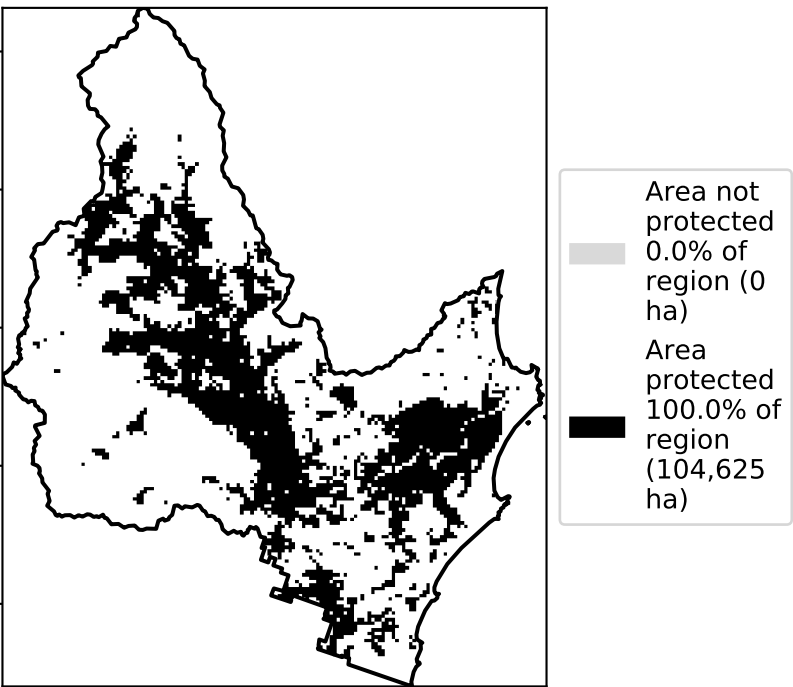 Area not
protected
0.0% of
region (0
ha)
Area
protected
100.0% of
region
(104,625
ha)